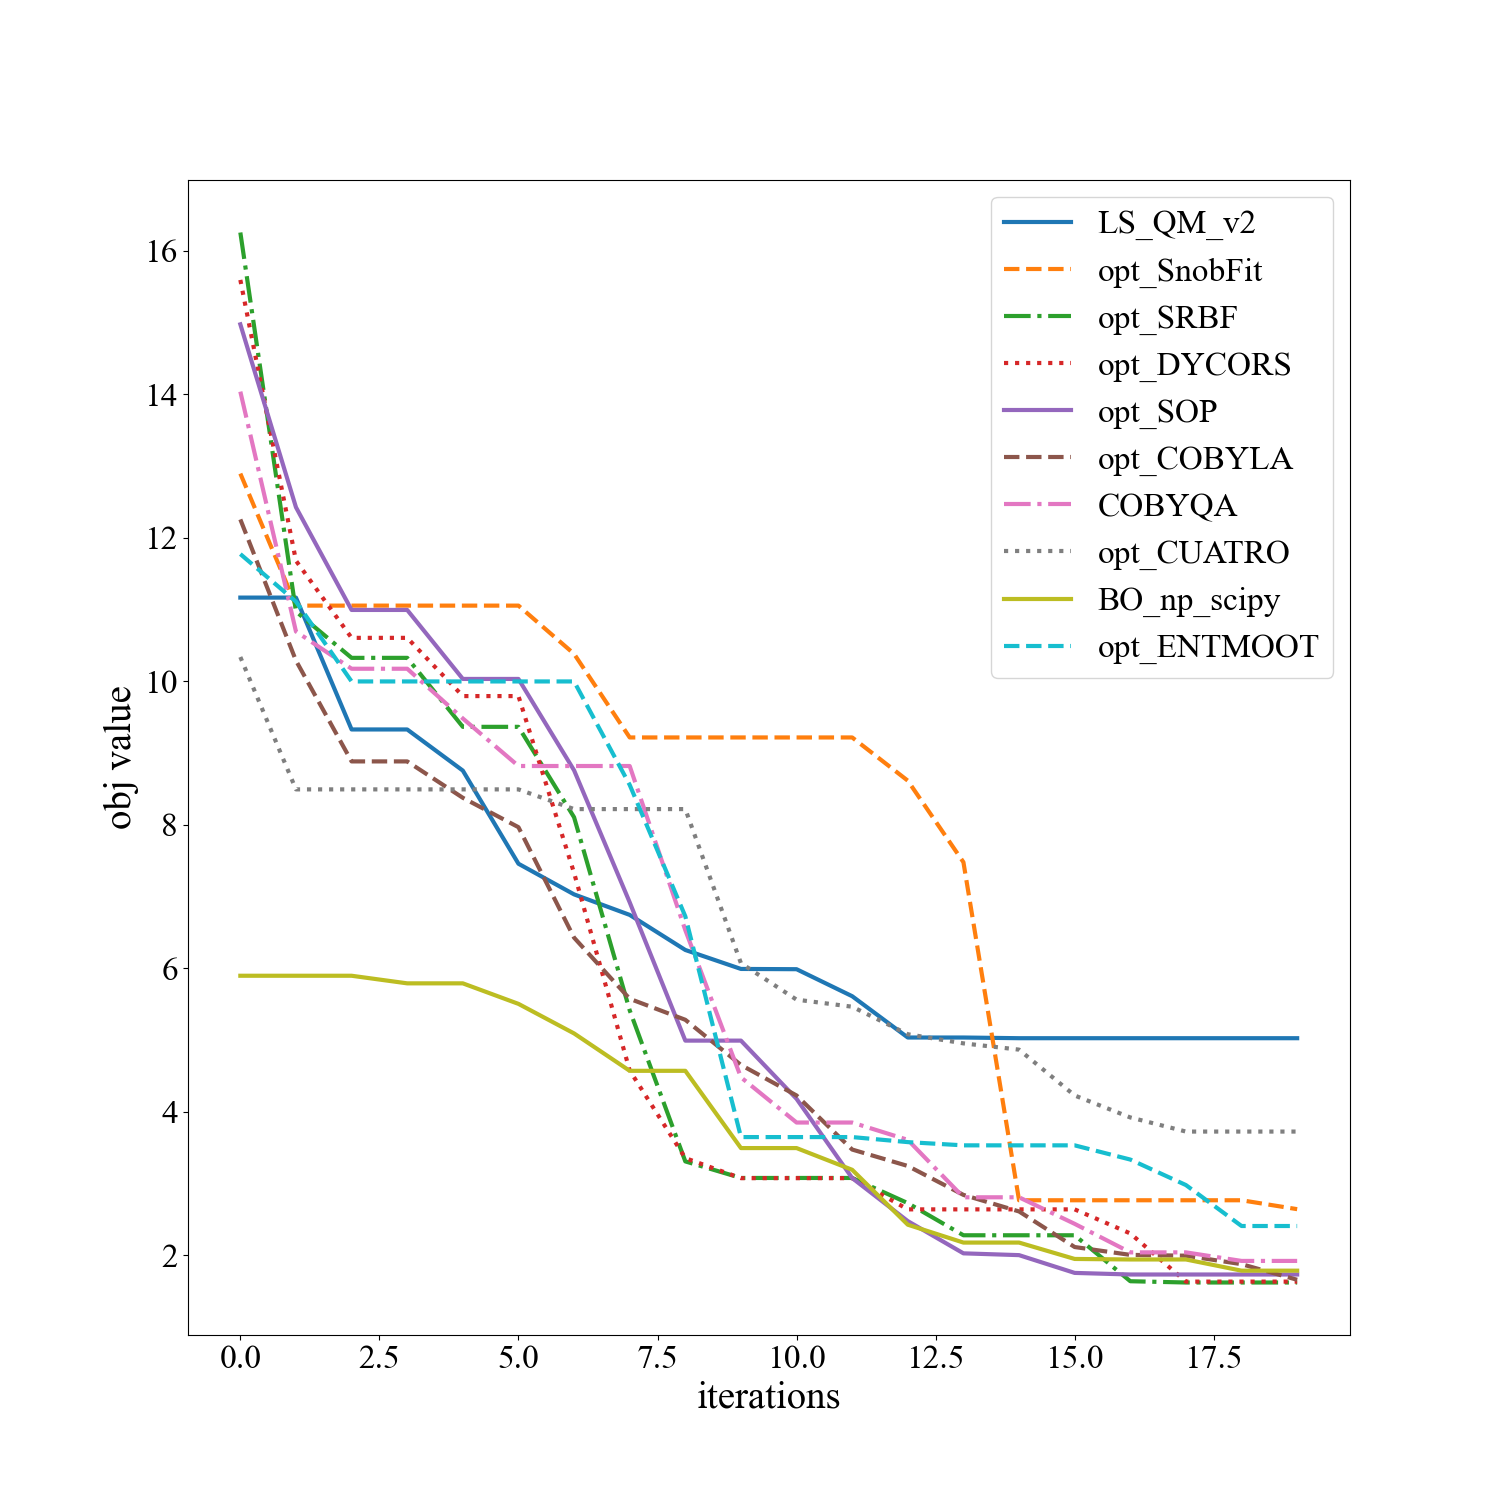 LS_QM_v2
opt_SnobFit
opt_SRBF
opt_DYCORS
opt_SOP
opt_COBYLA
COBYQA
opt_CUATRO
BO_np_scipy
opt_ENTMOOT
16
14
12
10
8
6
4
2
obj value
0.0 2.5 5.0 7.5 10.0 12.5 15.0 17.5
iterations